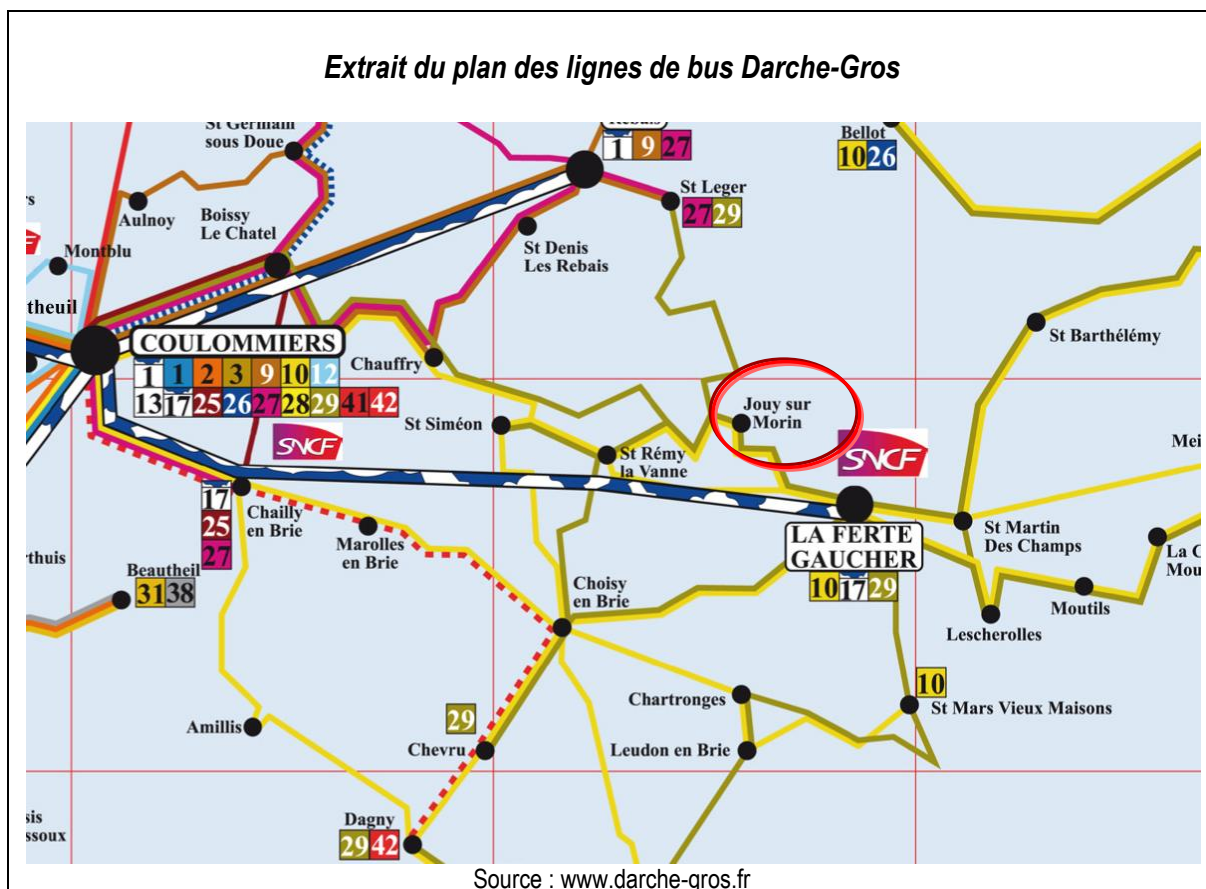 Extrait du plan des lignes de bus Darche-Gros
St Germain
sous Doue
1 9 27
Bellot
10 26
St Leger
27 29
Aulnoy
Boissy
Le Chatel
St Denis
Les Rebais
Montblu
theuil
COULOMMIERS
1 1 2 3 9 10 12
13 17 25 26 27 28 29 41 42
SNCF
Chauffry
St Barthélémy
Jouy sur
Morin
St Siméon
St Rémy
la Vanne
SNCF
Mei
17
25
27
Chailly
en Brie
Marolles
en Brie
LA FERTE
GAUCHER
10 17 29
St Martin
Des Champs
La C
Mou
rthuis
Beautheil
31 38
Choisy
en Brie
Moutils
Lescherolles
10
St Mars Vieux Maisons
Chartronges
29
Amillis
Chevru
Leudon en Brie
sis
ssoux
Dagny
29 42
Source : www.darche-gros.fr